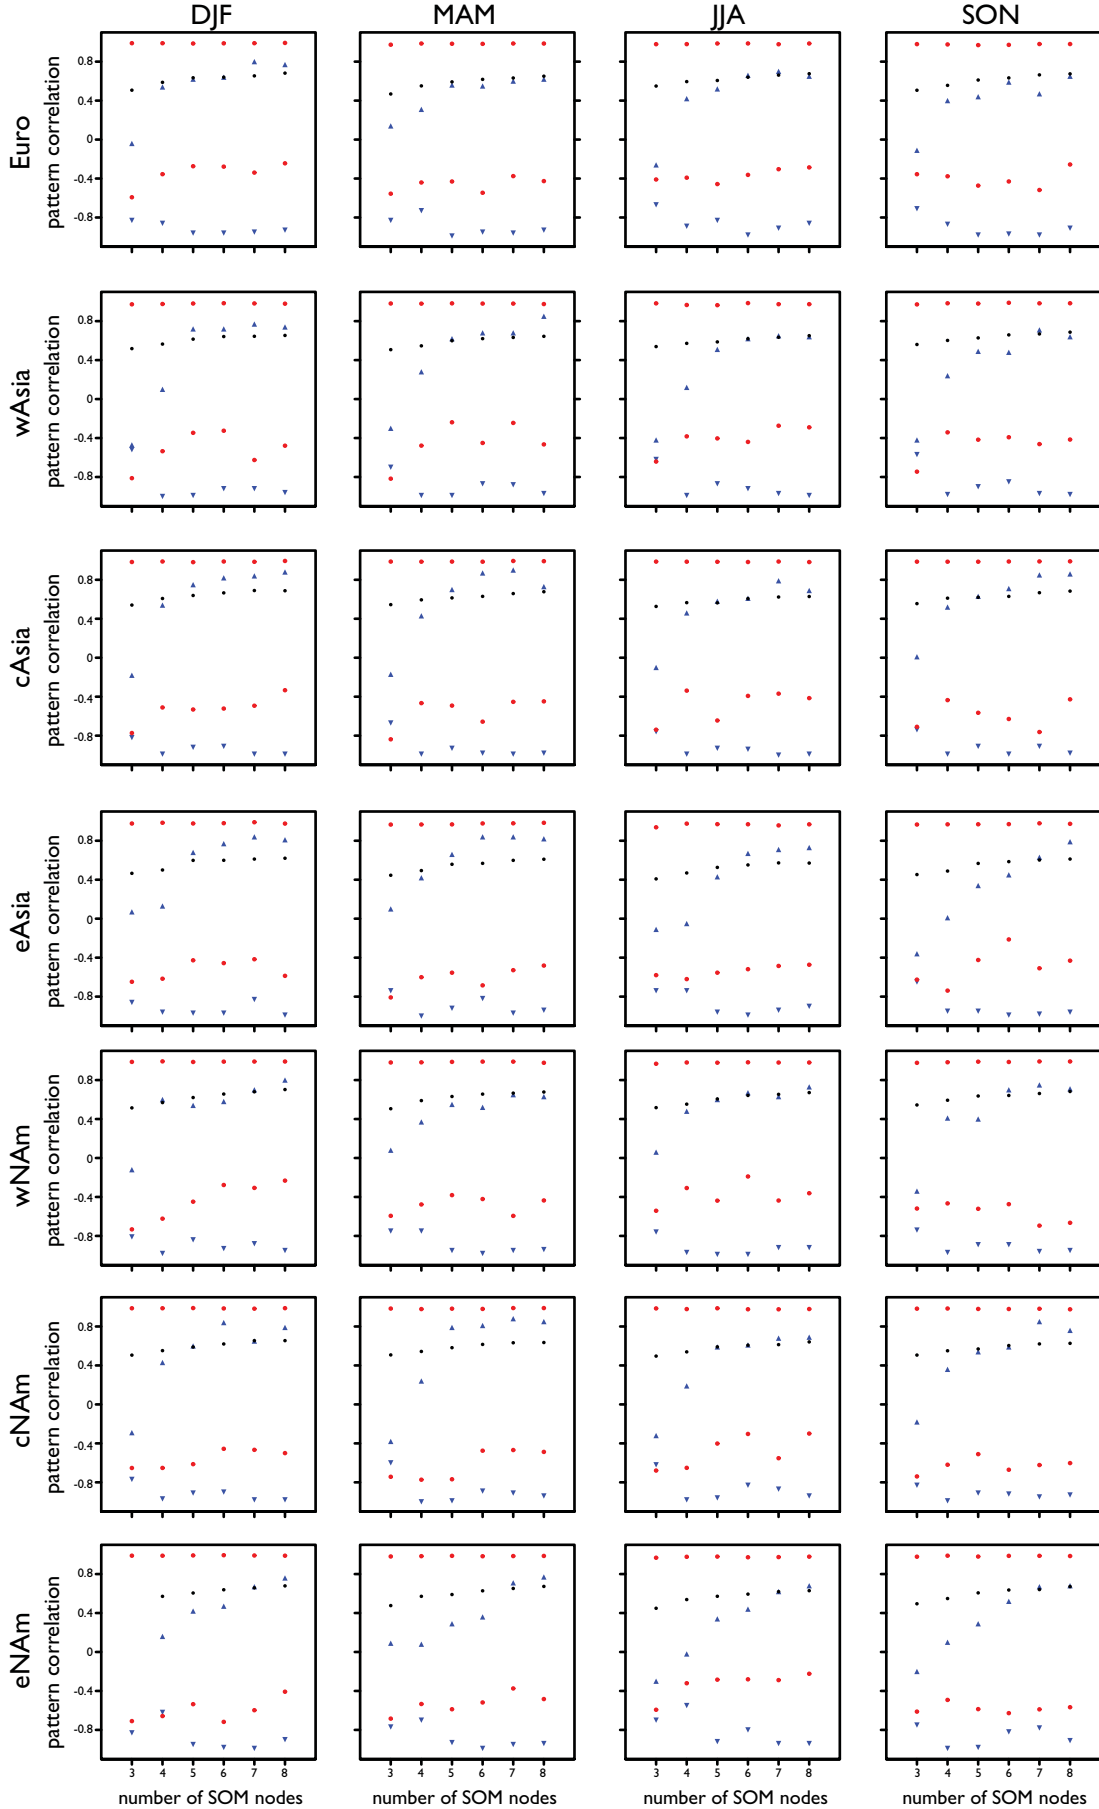 DJF MAM JJA SON
Euro
pattern correlation
0.8
0.4
0
-0.4
-0.8
wAsia
pattern correlation
0.8
0.4
0
-0.4
-0.8
cAsia
pattern correlation
0.8
0.4
0
-0.4
-0.8
eAsia
pattern correlation
0.8
0.4
0
-0.4
-0.8
wNAm
pattern correlation
0.8
0.4
0
-0.4
-0.8
cNAm
pattern correlation
0.8
0.4
0
-0.4
-0.8
eNAm
pattern correlation
0.8
0.4
0
-0.4
-0.8
3 4 5 6 7 8 3 4 5 6 7 8 3 4 5 6 7 8 3 4 5 6 7 8
number of SOM nodes number of SOM nodes number of SOM nodes number of SOM nodes